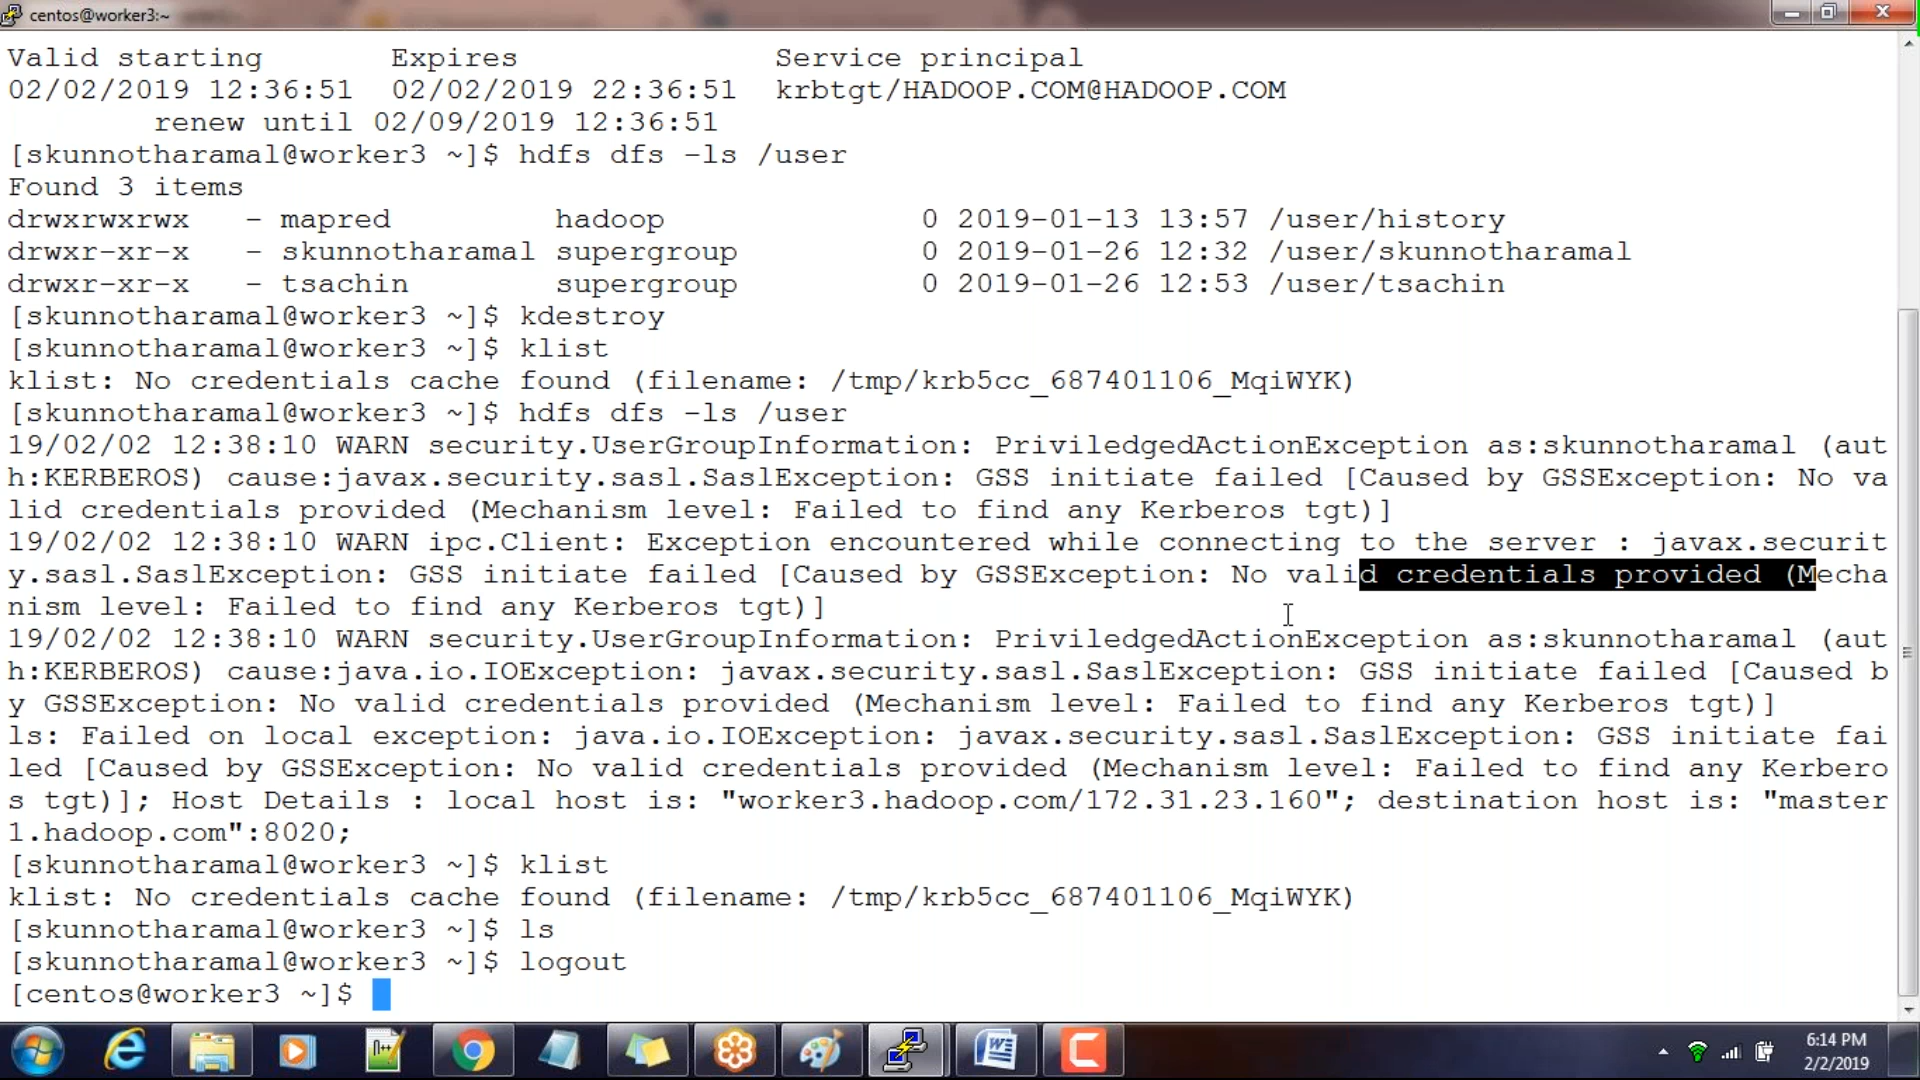 centos@worker3:~
Valid starting       Expires              Service principal
02/02/2019 12:36:51  02/02/2019 22:36:51  krbtgt/HADOOP.COM@HADOOP.COM
        renew until 02/09/2019 12:36:51
[skunnotharamal@worker3 ~]$ hdfs dfs -ls /user
Found 3 items
drwxrwxrwx   - mapred         hadoop              0 2019-01-13 13:57 /user/history
drwxr-xr-x   - skunnotharamal supergroup          0 2019-01-26 12:32 /user/skunnotharamal
drwxr-xr-x   - tsachin        supergroup          0 2019-01-26 12:53 /user/tsachin
[skunnotharamal@worker3 ~]$ kdestroy
[skunnotharamal@worker3 ~]$ klist
klist: No credentials cache found (filename: /tmp/krb5cc_687401106_MqiWYK)
[skunnotharamal@worker3 ~]$ hdfs dfs -ls /user
19/02/02 12:38:10 WARN security.UserGroupInformation: PriviledgedActionException as:skunnotharamal (aut
h:KERBEROS) cause:javax.security.sasl.SaslException: GSS initiate failed [Caused by GSSException: No va
lid credentials provided (Mechanism level: Failed to find any Kerberos tgt)]
19/02/02 12:38:10 WARN ipc.Client: Exception encountered while connecting to the server : javax.securit
y.sasl.SaslException: GSS initiate failed [Caused by GSSException: No valid credentials provided (Mecha
nism level: Failed to find any Kerberos tgt)]
19/02/02 12:38:10 WARN security.UserGroupInformation: PriviledgedActionException as:skunnotharamal (aut
h:KERBEROS) cause:java.io.IOException: javax.security.sasl.SaslException: GSS initiate failed [Caused b
y GSSException: No valid credentials provided (Mechanism level: Failed to find any Kerberos tgt)]
ls: Failed on local exception: java.io.IOException: javax.security.sasl.SaslException: GSS initiate fai
led [Caused by GSSException: No valid credentials provided (Mechanism level: Failed to find any Kerbero
s tgt)]; Host Details : local host is: "worker3.hadoop.com/172.31.23.160"; destination host is: "master
1.hadoop.com":8020;
[skunnotharamal@worker3 ~]$ klist
klist: No credentials cache found (filename: /tmp/krb5cc_687401106_MqiWYK)
[skunnotharamal@worker3 ~]$ ls
[skunnotharamal@worker3 ~]$ logout
[centos@worker3 ~]$
6:14 PM
2/2/2019